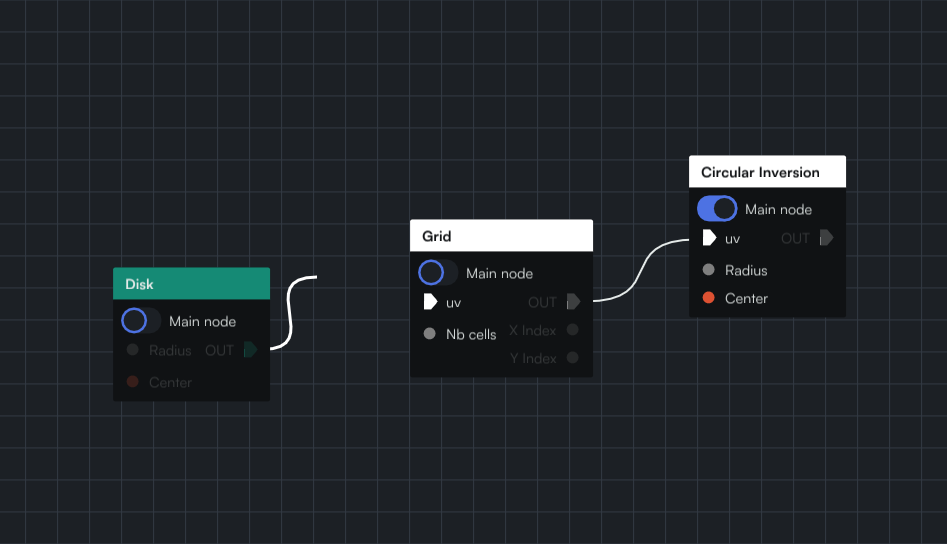 Disk
Main node
Radius OUT
Center
Grid
Main node
uv OUT
X Index
Nb cells
Y Index
Circular Inversion
Main node
uv OUT
Radius
Center